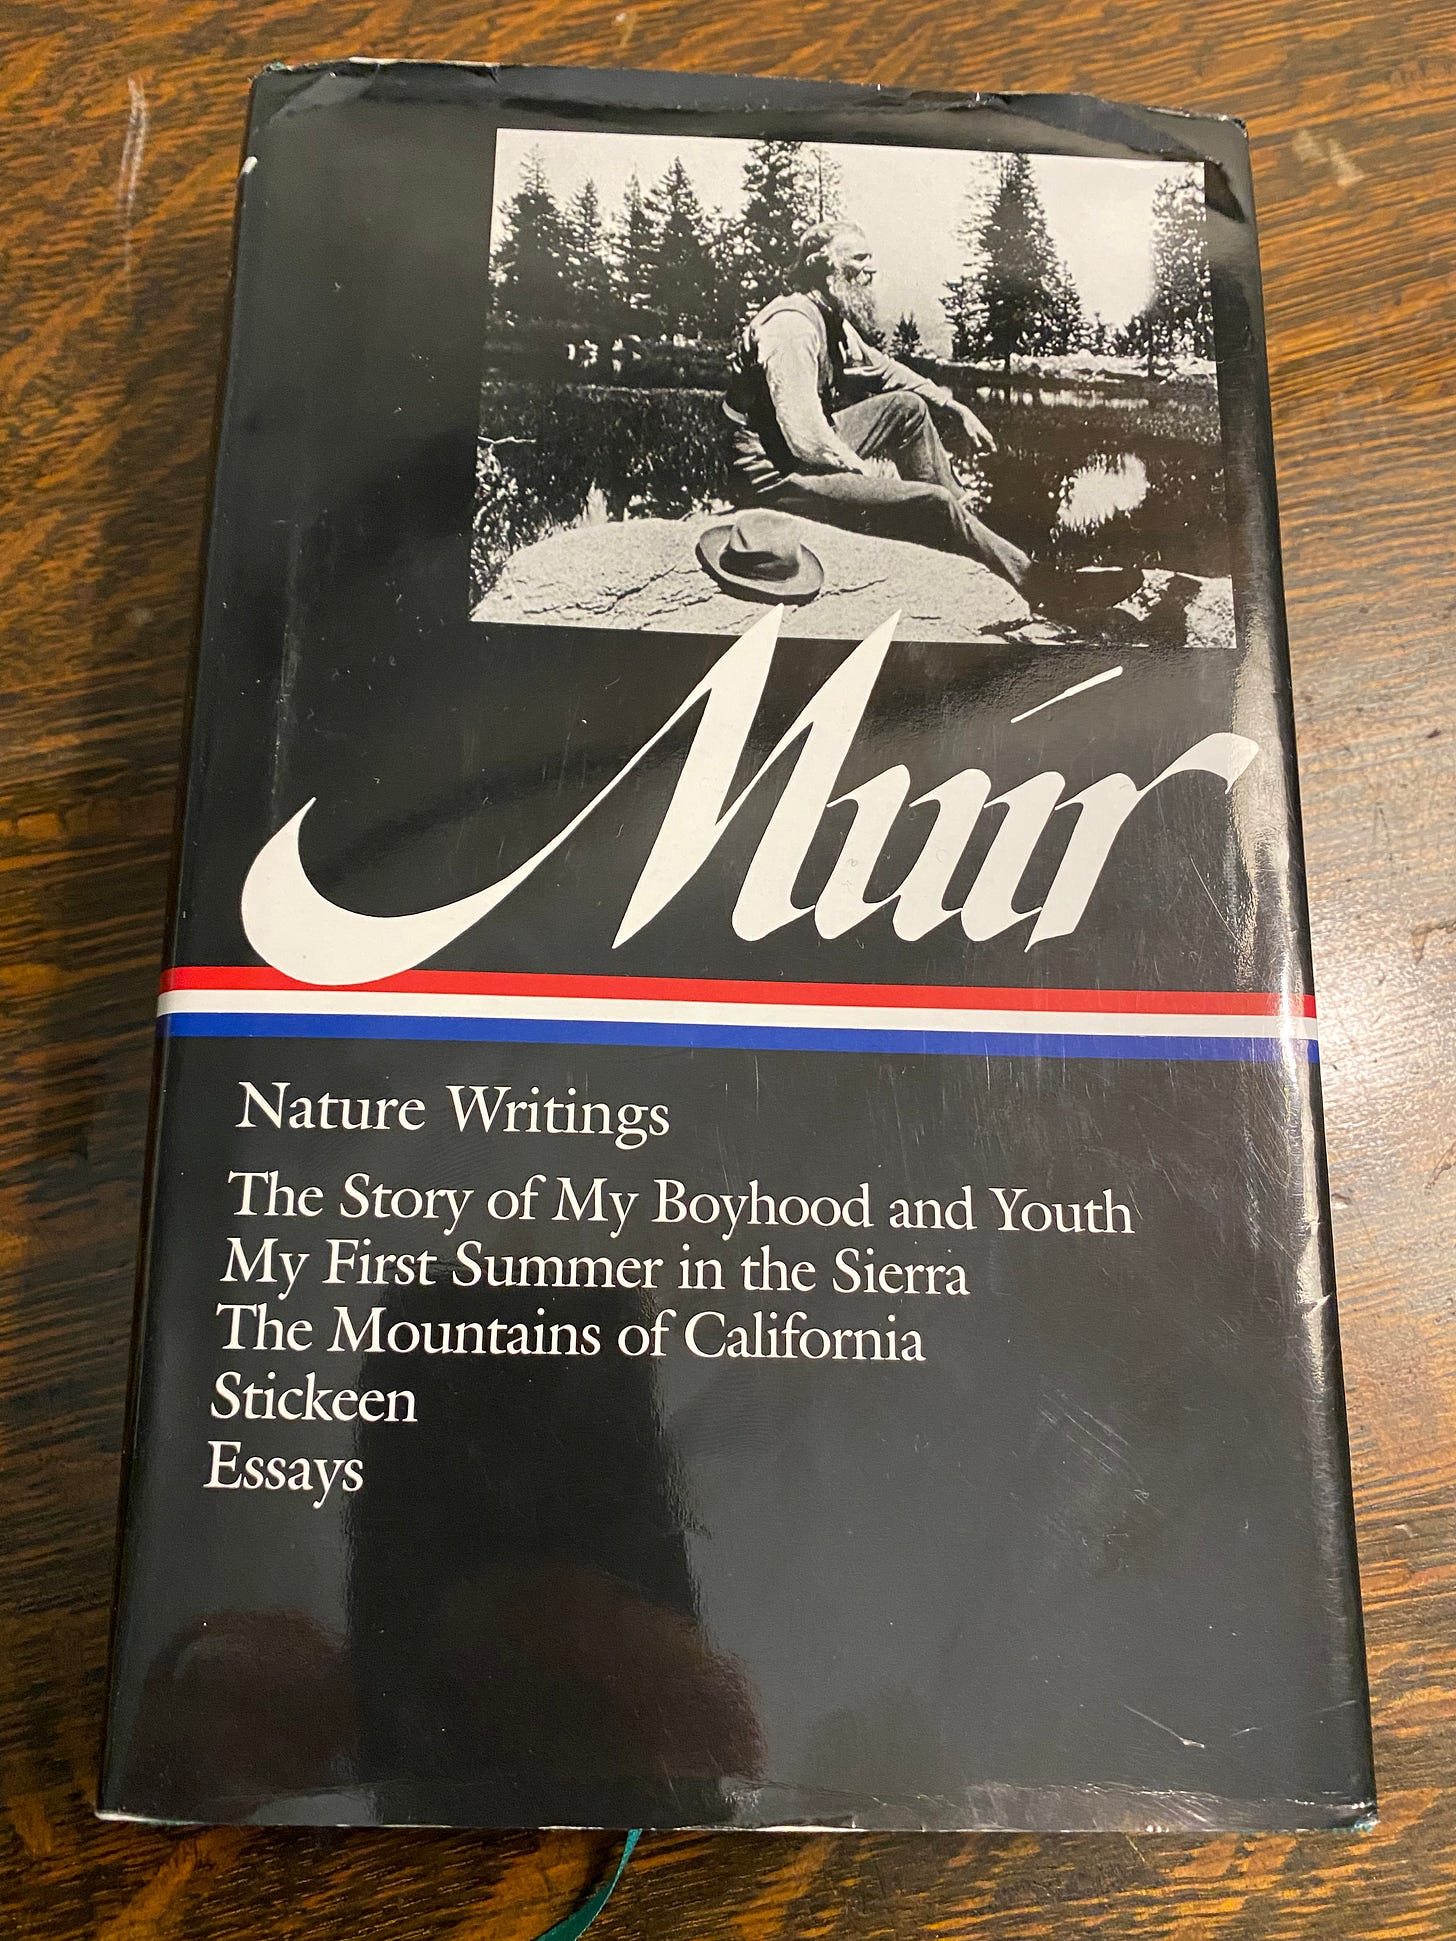 Muir
Nature Writings
The Story of My Boyhood and Youth
My First Summer in the Sierra
The Mountains of California
Stickeen
Essays